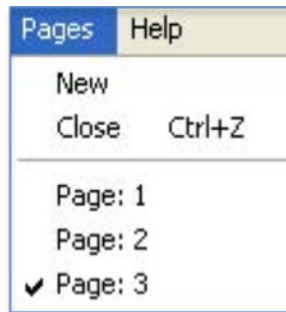 Pages Help
New
Close Ctrl+Z
Page: 1
Page: 2
Page: 3